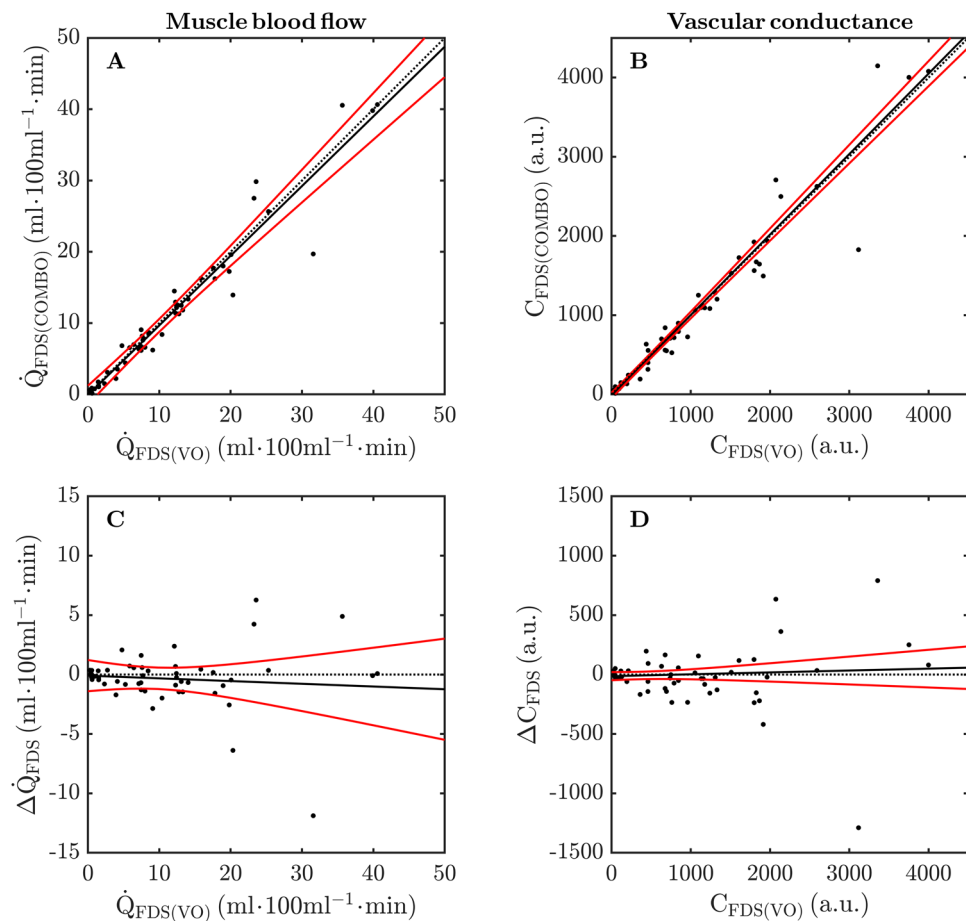 Muscle blood flow
Vascular conductance
A
50
40
30
20
10
0
Q̇FDS(COMBO) (ml·100ml⁻¹·min)
0 10 20 30 40 50
Q̇FDS(VO) (ml·100ml⁻¹·min)
B
4000
3000
2000
1000
0
CFDS(COMBO) (a.u.)
0 1000 2000 3000 4000
CFDS(VO) (a.u.)
C
15
10
5
0
-5
-10
-15
ΔQ̇FDS (ml·100ml⁻¹·min)
0 10 20 30 40 50
Q̇FDS(VO) (ml·100ml⁻¹·min)
D
1500
1000
500
0
-500
-1000
-1500
ΔCFDS (a.u.)
0 1000 2000 3000 4000
CFDS(VO) (a.u.)